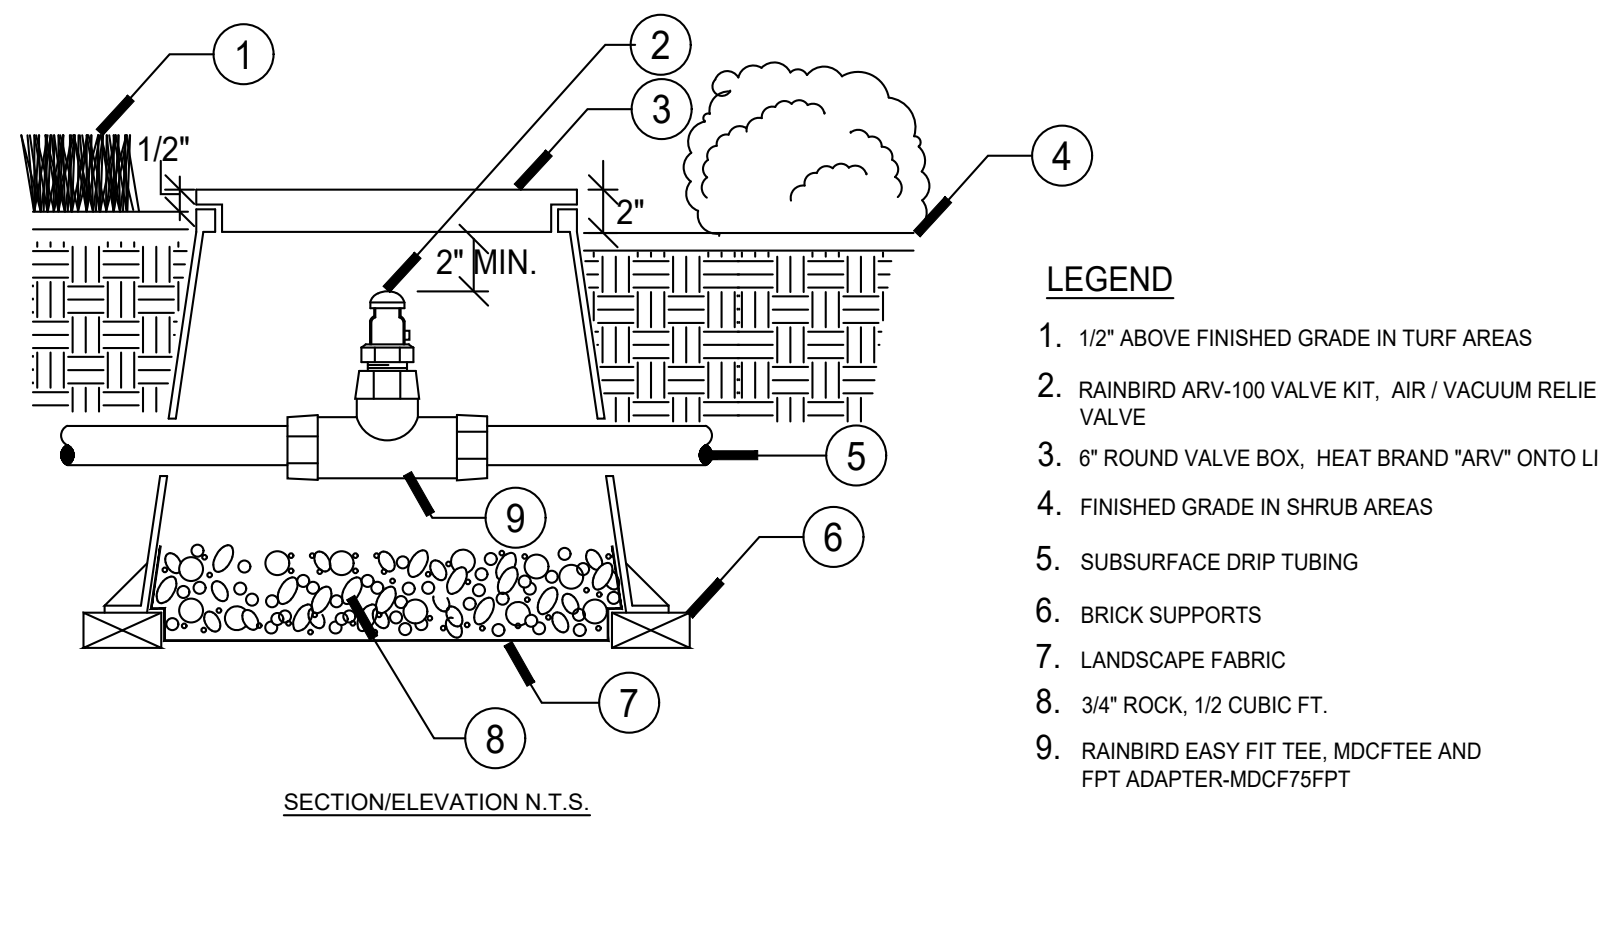 1
2
3
4
1/2"
2"
2" MIN.
5
9
6
7
8
SECTION/ELEVATION N.T.S.
LEGEND
1. 1/2" ABOVE FINISHED GRADE IN TURF AREAS
2. RAINBIRD ARV-100 VALVE KIT, AIR / VACUUM RELIE
VALVE
3. 6" ROUND VALVE BOX, HEAT BRAND "ARV" ONTO LI
4. FINISHED GRADE IN SHRUB AREAS
5. SUBSURFACE DRIP TUBING
6. BRICK SUPPORTS
7. LANDSCAPE FABRIC
8. 3/4" ROCK, 1/2 CUBIC FT.
9. RAINBIRD EASY FIT TEE, MDCFTEE AND
FPT ADAPTER-MDCF75FPT